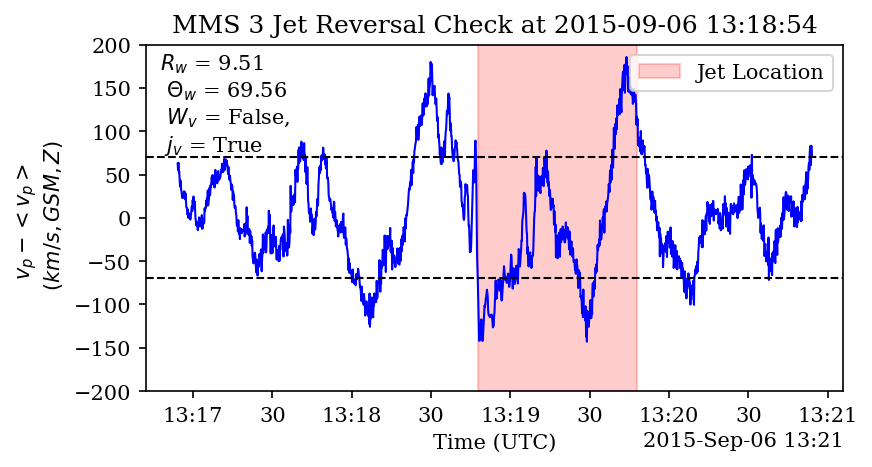 MMS 3 Jet Reversal Check at 2015-09-06 13:18:54
R_w = 9.51
Θ_w = 69.56
W_v = False,
j_v = True
Jet Location
v_p − < v_p >
(km/s, GSM, Z)
200
150
100
50
0
−50
−100
−150
−200
13:17 30 13:18 30 13:19 30 13:20 30 13:21
Time (UTC)
2015-Sep-06 13:21